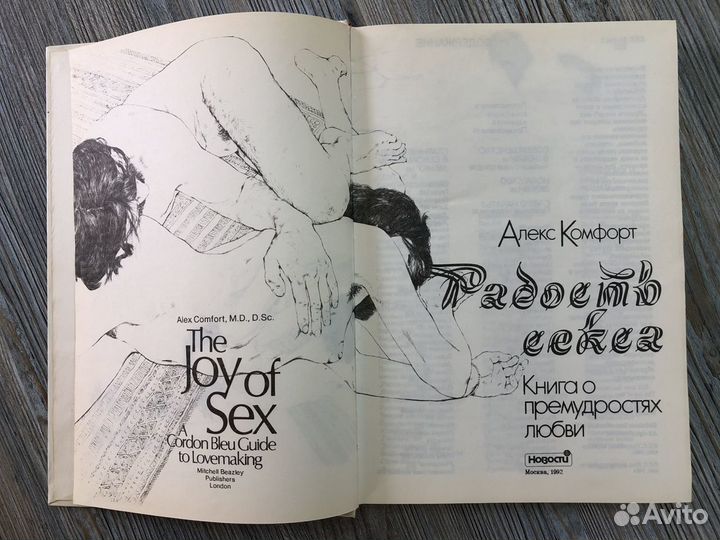 Alex Comfort, M.D., D.Sc.
The
Joy of
Sex
A
Cordon Bleu Guide
to Lovemaking
Mitchell Beazley
Publishers
London
Алекс Комфорт
Радость
секса
Книга о
премудростях
любви
Новости
Москва, 1992
Avito